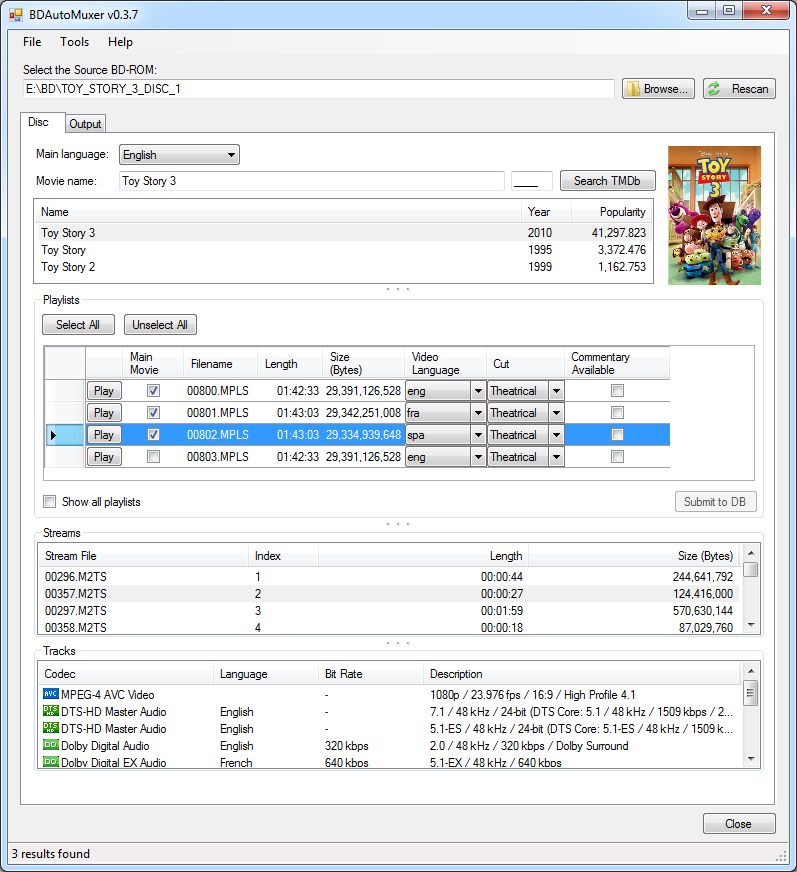 BDAutoMuxer v0.3.7
File Tools Help
Select the Source BD-ROM:
E:\BD\TOY_STORY_3_DISC_1 Browse... Rescan
Disc Output
Main language: English
Movie name: Toy Story 3 ____ Search TMDb
Name Year Popularity
Toy Story 3 2010 41,297.823
Toy Story 1995 3,372.476
Toy Story 2 1999 1,162.753
TOY
STORY
3
Playlists
Select All Unselect All
Main Movie Filename Length Size (Bytes) Video Language Cut Commentary Available
Play 00800.MPLS 01:42:33 29,391,126,528 eng Theatrical
Play 00801.MPLS 01:43:03 29,342,251,008 fra Theatrical
Play 00802.MPLS 01:43:03 29,334,939,648 spa Theatrical
Play 00803.MPLS 01:42:33 29,391,126,528 eng Theatrical
Show all playlists Submit to DB
Streams
Stream File Index Length Size (Bytes)
00296.M2TS 1 00:00:44 244,641,792
00357.M2TS 2 00:00:27 124,416,000
00297.M2TS 3 00:01:59 570,630,144
00358.M2TS 4 00:00:18 87,029,760
Tracks
Codec Language Bit Rate Description
AVC MPEG-4 AVC Video - 1080p / 23.976 fps / 16:9 / High Profile 4.1
DTS HD DTS-HD Master Audio English - 7.1 / 48 kHz / 24-bit (DTS Core: 5.1 / 48 kHz / 1509 kbps / 2...
DTS HD DTS-HD Master Audio English - 5.1-ES / 48 kHz / 24-bit (DTS Core: 5.1-ES / 48 kHz / 1509 k...
Dolby Digital Audio English 320 kbps 2.0 / 48 kHz / 320 kbps / Dolby Surround
Dolby Digital EX Audio French 640 kbps 5.1-EX / 48 kHz / 640 kbps
Close
3 results found